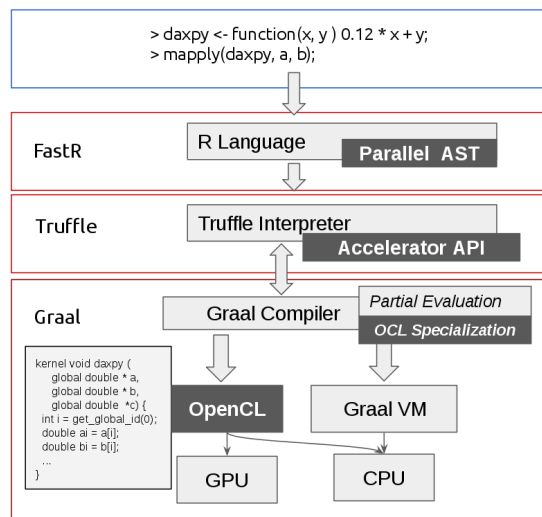 > daxpy <- function(x, y ) 0.12 * x + y;
> mapply(daxpy, a, b);
FastR
R Language
Parallel AST
Truffle
Truffle Interpreter
Accelerator API
Graal
Graal Compiler
Partial Evaluation
OCL Specialization
kernel void daxpy (
global double * a,
global double * b,
global double *c) {
int i = get_global_id(0);
double ai = a[i];
double bi = b[i];
...
}
OpenCL
Graal VM
GPU
CPU